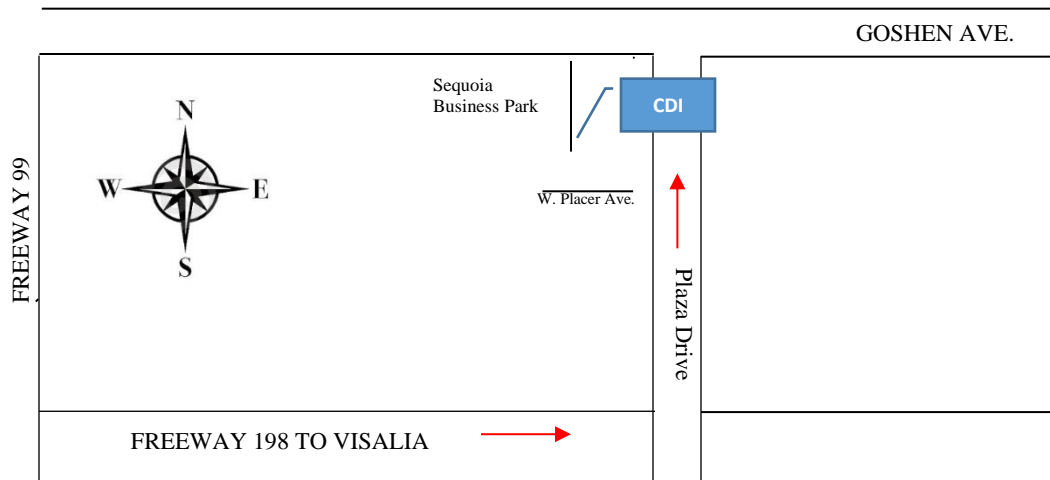 GOSHEN AVE.
Sequoia
Business Park
CDI
N
W
E
S
W. Placer Ave.
FREEWAY 99
Plaza Drive
FREEWAY 198 TO VISALIA